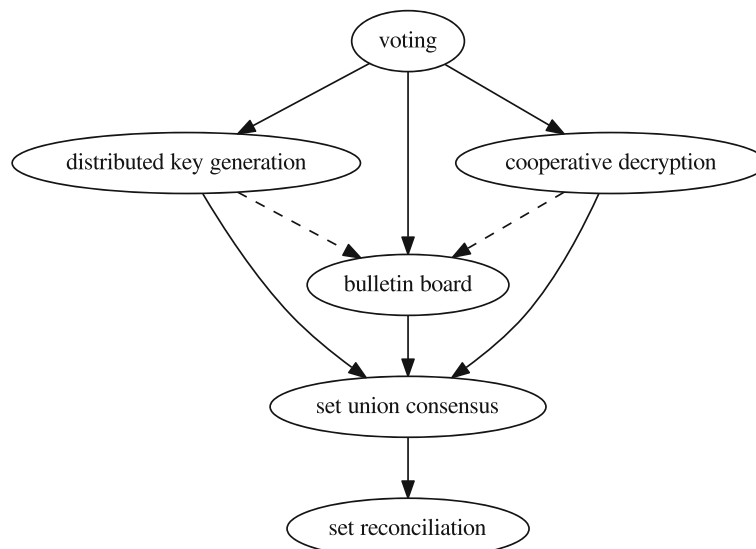 voting
distributed key generation
cooperative decryption
bulletin board
set union consensus
set reconciliation